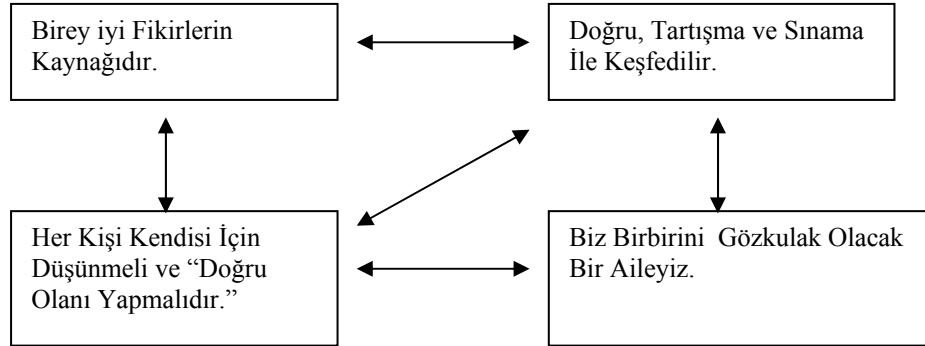 Birey iyi Fikirlerin
Kaynağıdır.
Doğru, Tartışma ve Sınama
İle Keşfedilir.
Her Kişi Kendisi İçin
Düşünmeli ve “Doğru
Olanı Yapmalıdır.”
Biz Birbirini Gözkulak Olacak
Bir Aileyiz.